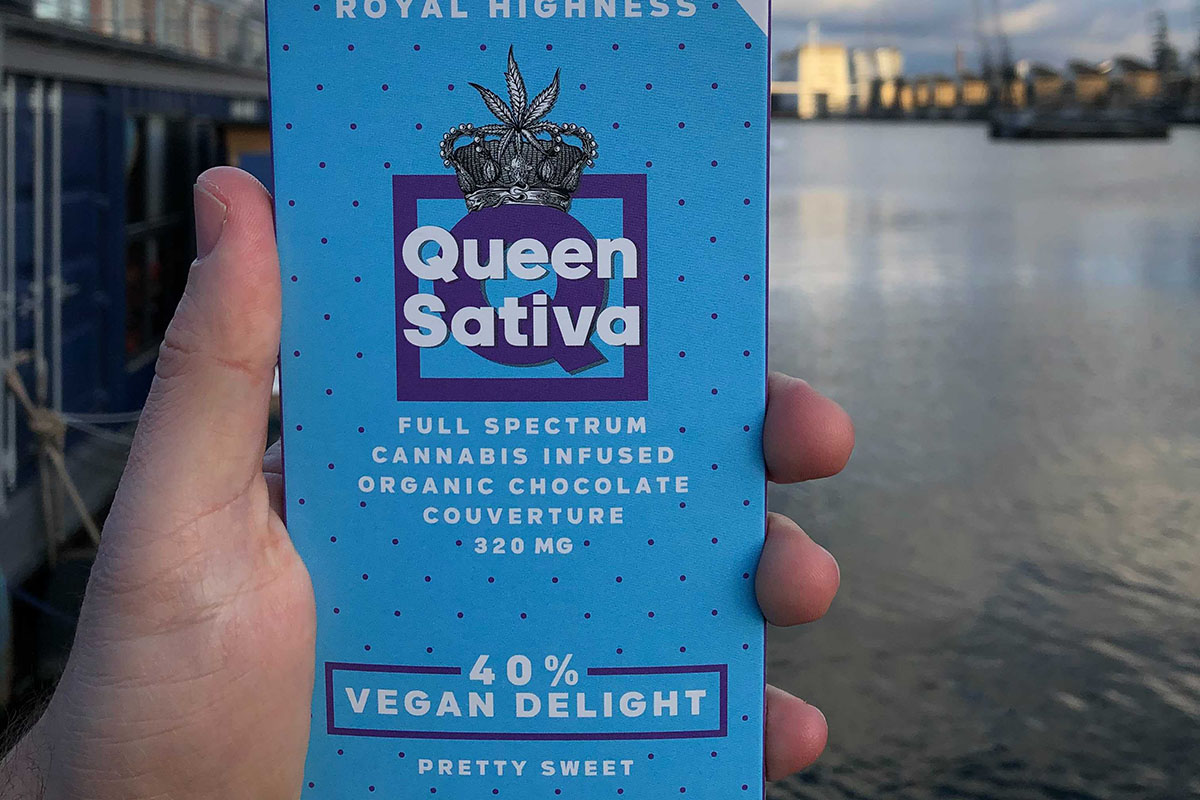 ROYAL HIGHNESS
Queen
Sativa
FULL SPECTRUM
CANNABIS INFUSED
ORGANIC CHOCOLATE
COUVERTURE
320 MG
40%
VEGAN DELIGHT
PRETTY SWEET